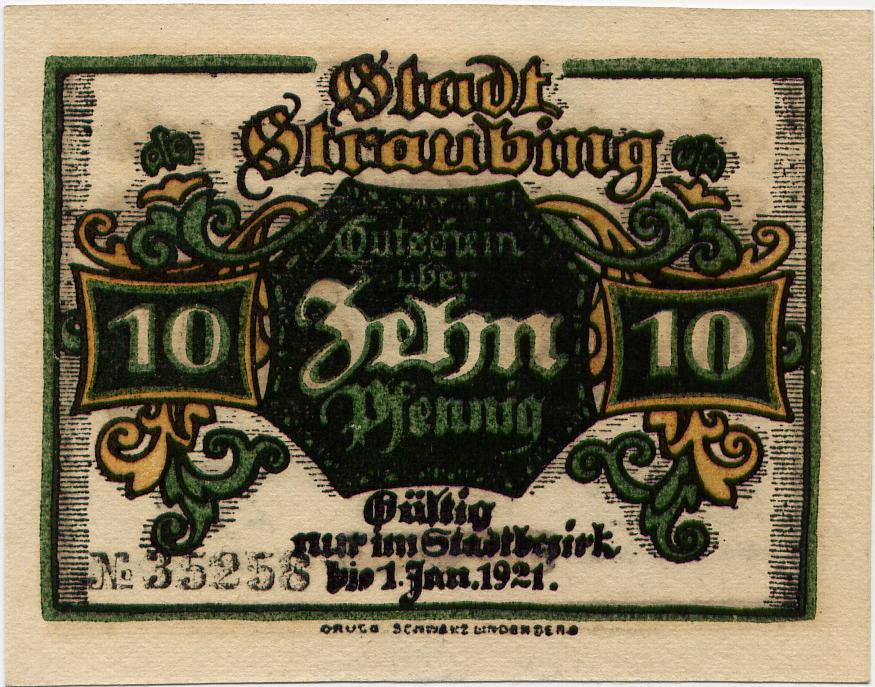 Stadt
Straubing
Gutschein
über
10 Zehn 10
Pfennig
Gültig
nur im Stadtbezirk
№ 35258 bis 1. Jan. 1921.
DRUCK SCHWARZ LINDENBERG